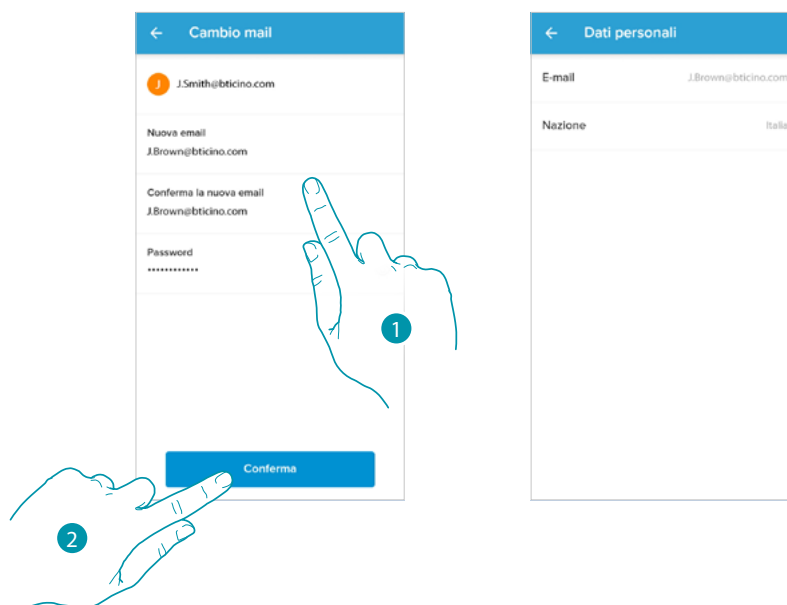 Cambio mail
J
J.Smith@bticino.com
Nuova email
J.Brown@bticino.com
Conferma la nuova email
J.Brown@bticino.com
Password
••••••••••••
1
Conferma
2
Dati personali
E-mail J.Brown@bticino.com
Nazione Italia